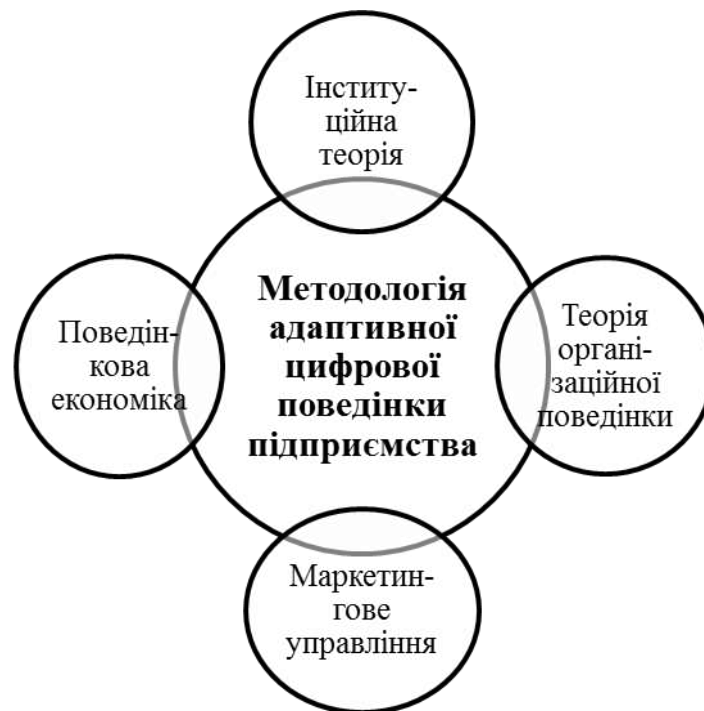 Інститу-
ційна
теорія
Методологія
адаптивної
цифрової
поведінки
підприємства
Поведін-
кова
економіка
Теорія
органі-
заційної
поведінки
Маркетин-
гове
управління